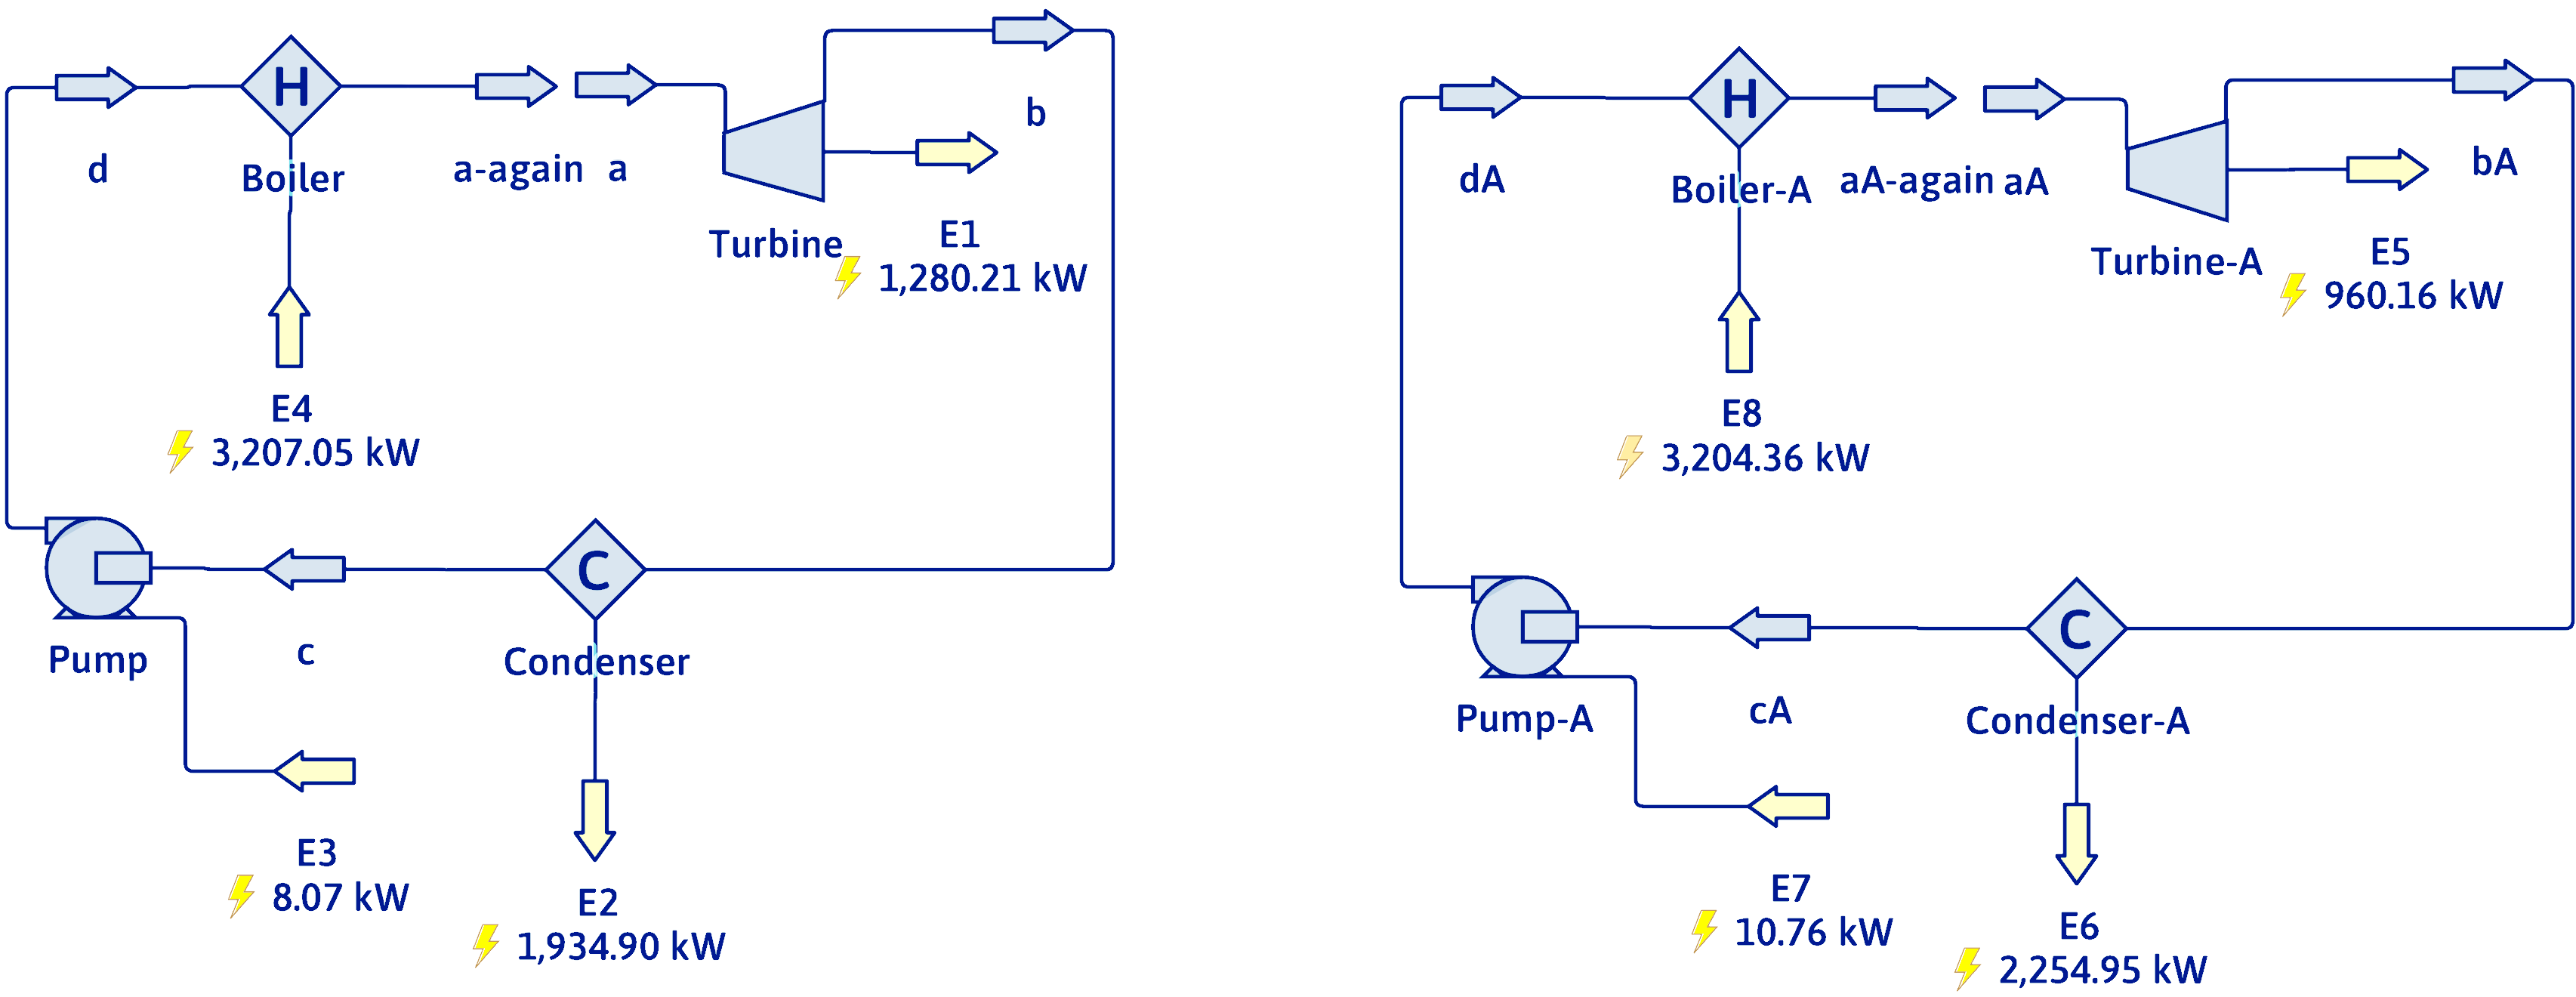 H
d
Boiler
a-again
a
b
Turbine
E1
1,280.21 kW
E4
3,207.05 kW
C
Pump
c
Condenser
E3
8.07 kW
E2
1,934.90 kW
H
dA
Boiler-A
aA-again
aA
bA
Turbine-A
E5
960.16 kW
E8
3,204.36 kW
C
Pump-A
cA
Condenser-A
E7
10.76 kW
E6
2,254.95 kW